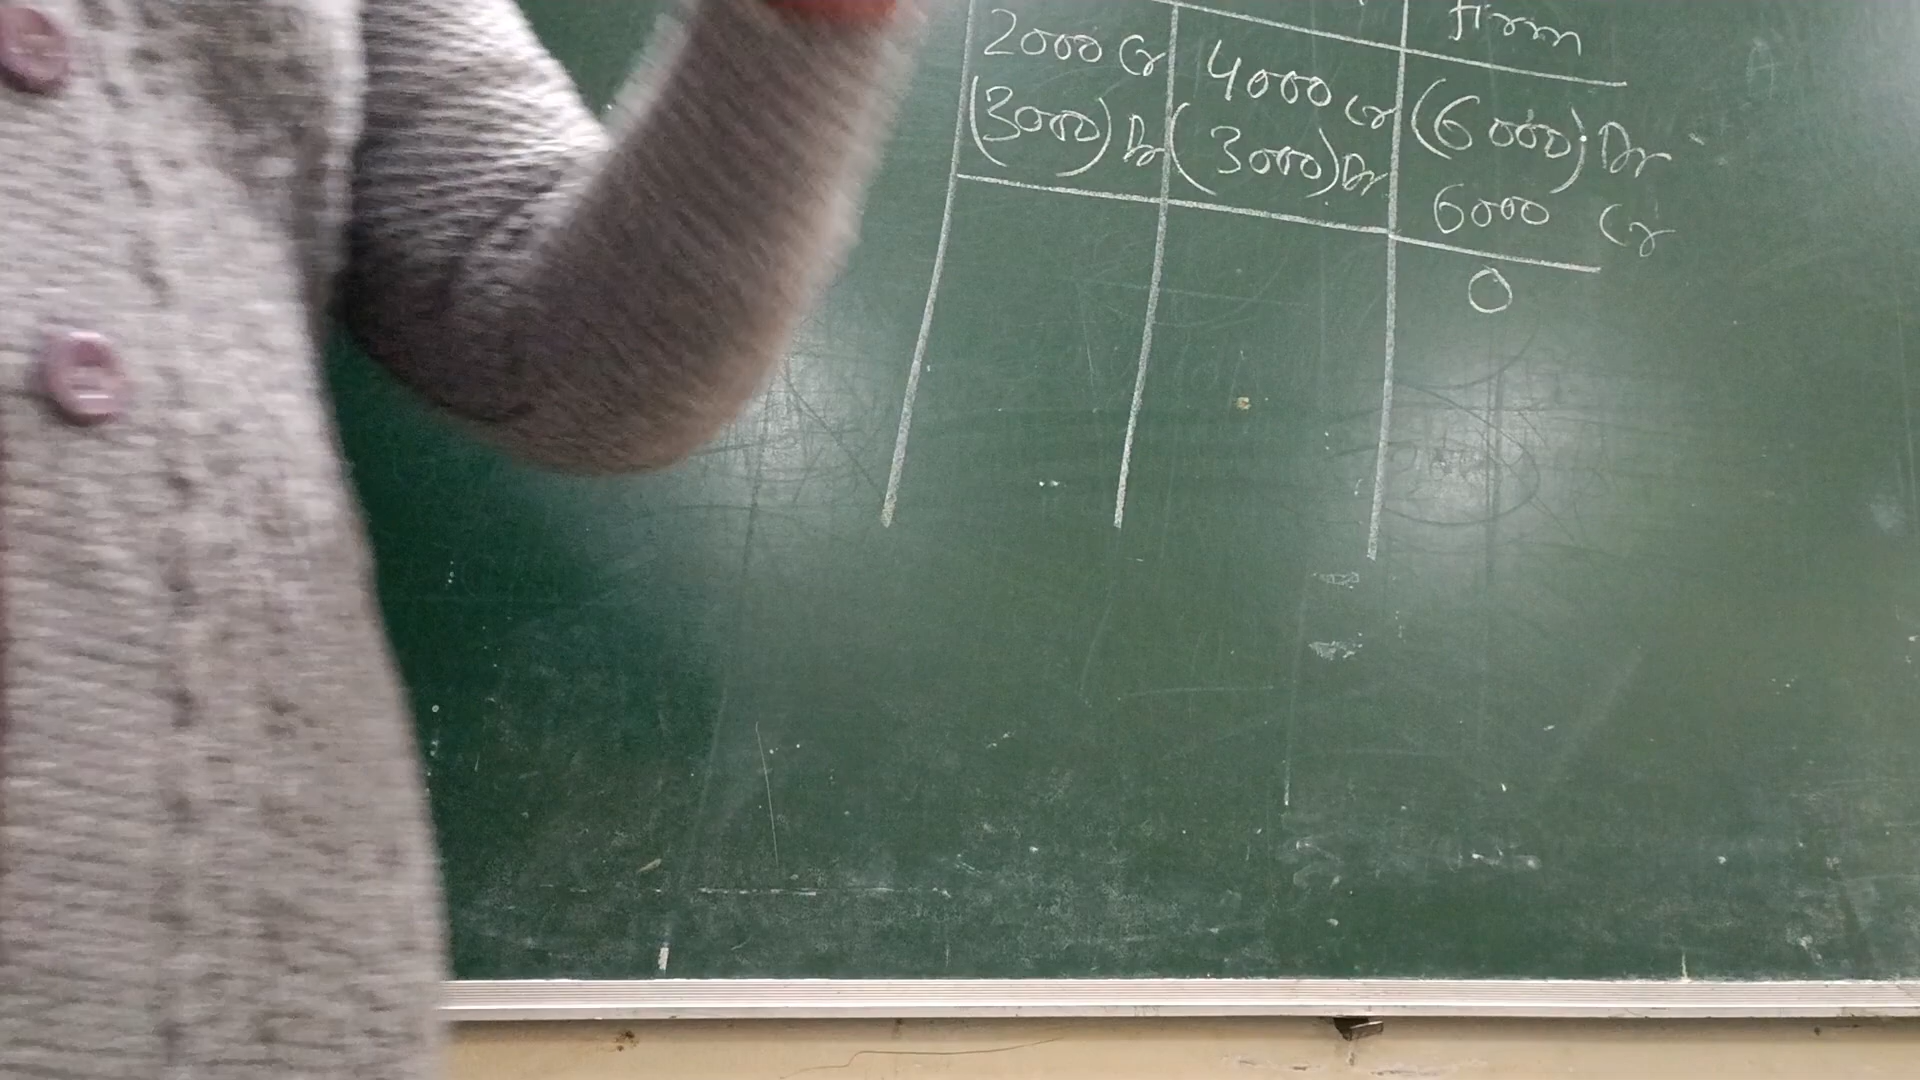 firm
2000 Cr 4000 Cr (6000) Dr
(3000) Dr (3000) Dr 6000 Cr
0